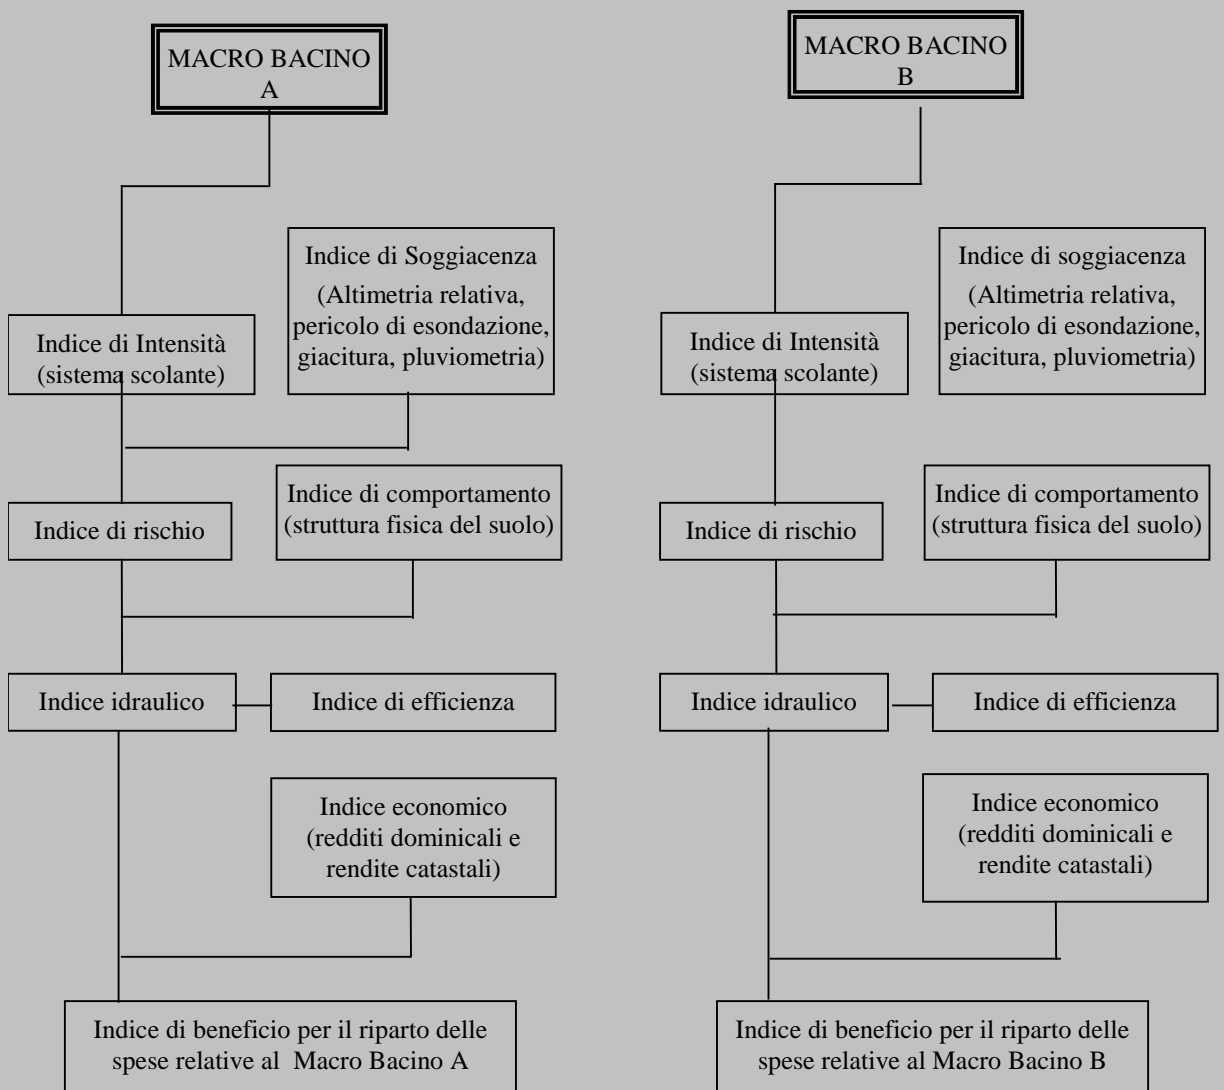 MACRO BACINO
A
Indice di Soggiacenza
(Altimetria relativa,
pericolo di esondazione,
giacitura, pluviometria)
Indice di Intensità
(sistema scolante)
Indice di comportamento
(struttura fisica del suolo)
Indice di rischio
Indice idraulico
Indice di efficienza
Indice economico
(redditi dominicali e
rendite catastali)
Indice di beneficio per il riparto delle
spese relative al Macro Bacino A
MACRO BACINO
B
Indice di soggiacenza
(Altimetria relativa,
pericolo di esondazione,
giacitura, pluviometria)
Indice di Intensità
(sistema scolante)
Indice di comportamento
(struttura fisica del suolo)
Indice di rischio
Indice idraulico
Indice di efficienza
Indice economico
(redditi dominicali e
rendite catastali)
Indice di beneficio per il riparto delle
spese relative al Macro Bacino B